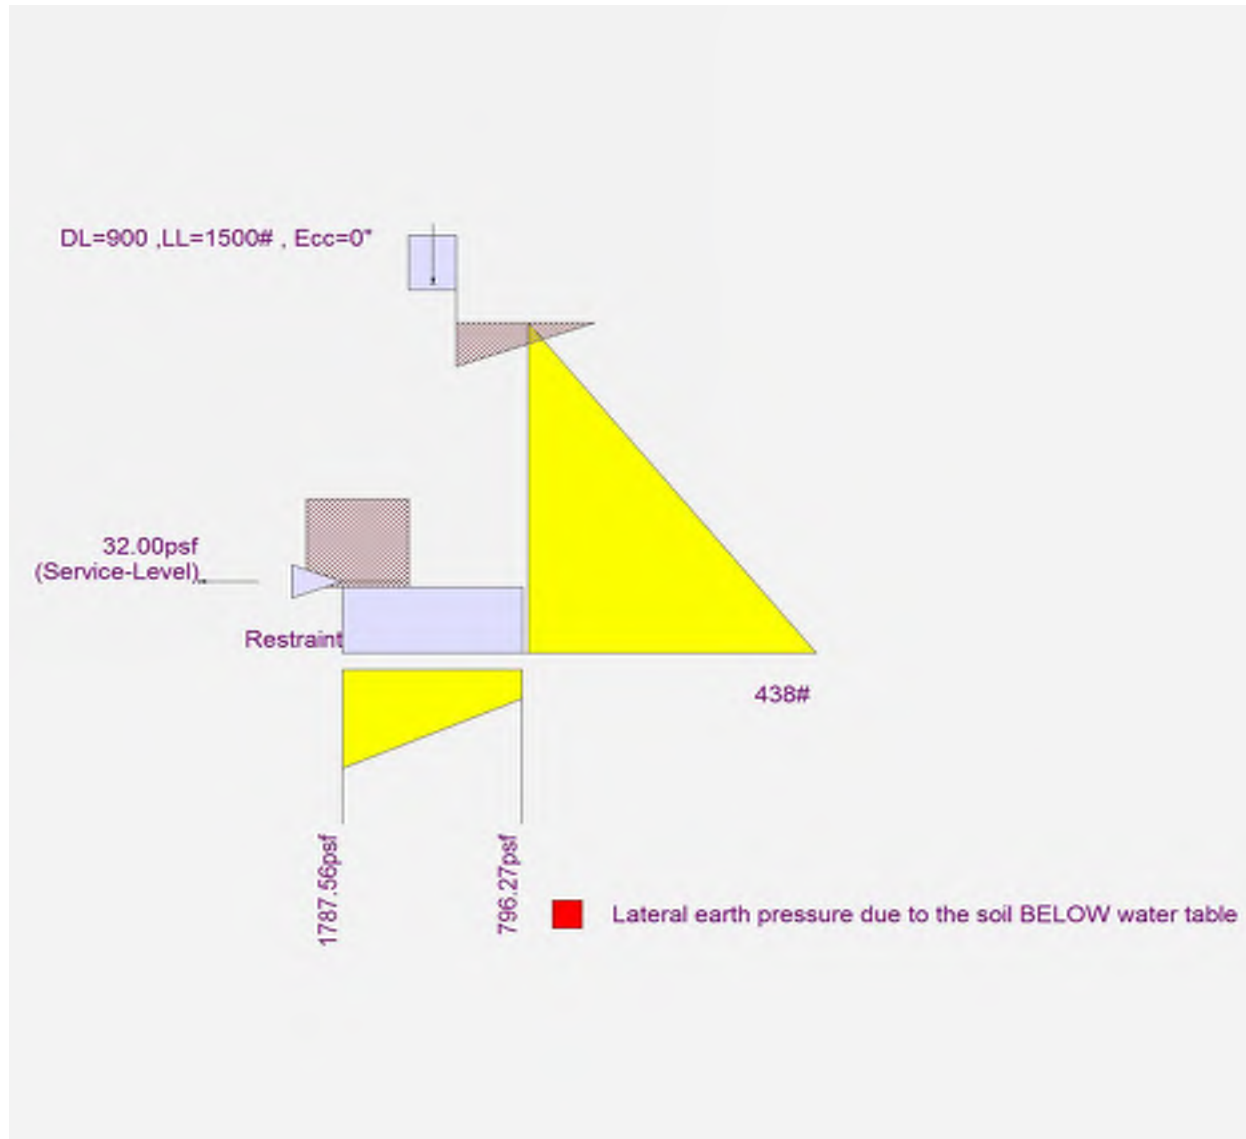 DL=900 ,LL=1500# , Ecc=0"
32.00psf
(Service-Level)
Restraint
438#
1787.56psf
796.27psf
Lateral earth pressure due to the soil BELOW water table